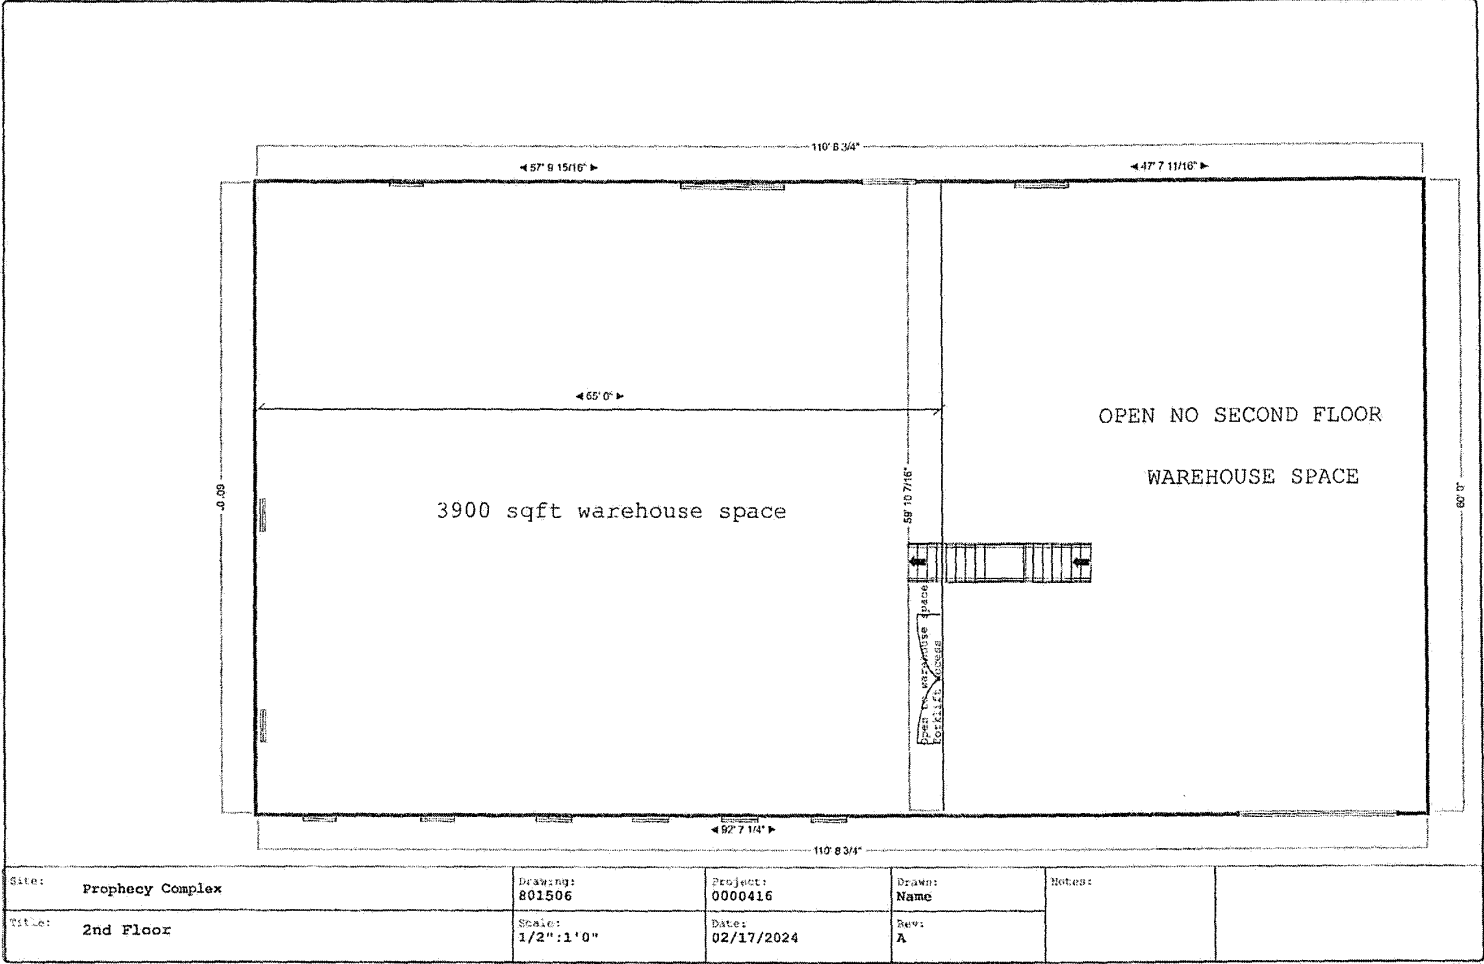 110' 8 3/4"
57' 9 15/16"
47' 7 11/16"
65' 0"
OPEN NO SECOND FLOOR
WAREHOUSE SPACE
60' 0"
59' 10 7/16"
60' 0"
3900 sqft warehouse space
Open to warehouse space
Forklift Access
92' 7 1/4"
110' 8 3/4"
Site: Prophecy Complex
Drawing:
801506
Project:
0000416
Drawn:
Name
Notes:
Title: 2nd Floor
Scale:
1/2":1'0"
Date:
02/17/2024
Rev:
A